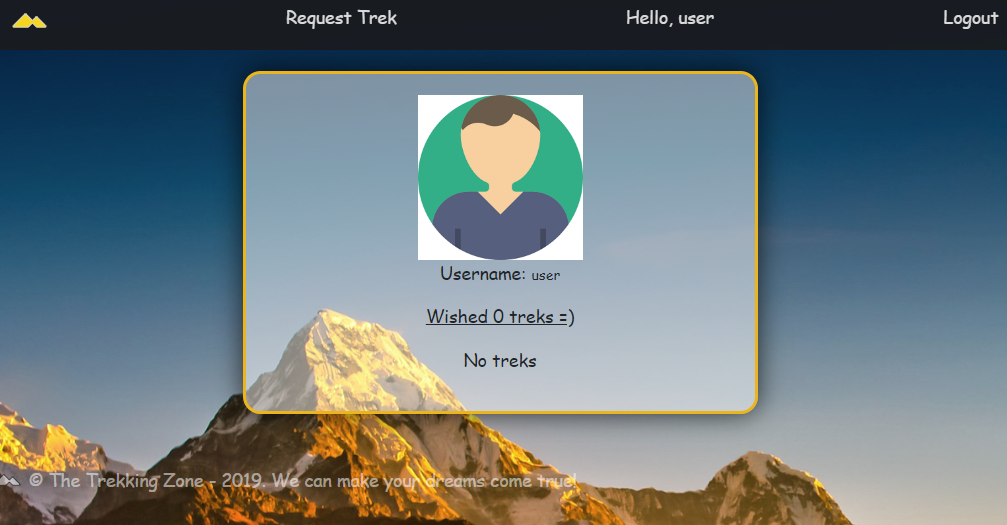 Request Trek
Hello, user
Logout
Username: user
Wished 0 treks =)
No treks
© The Trekking Zone - 2019. We can make your dreams come true!